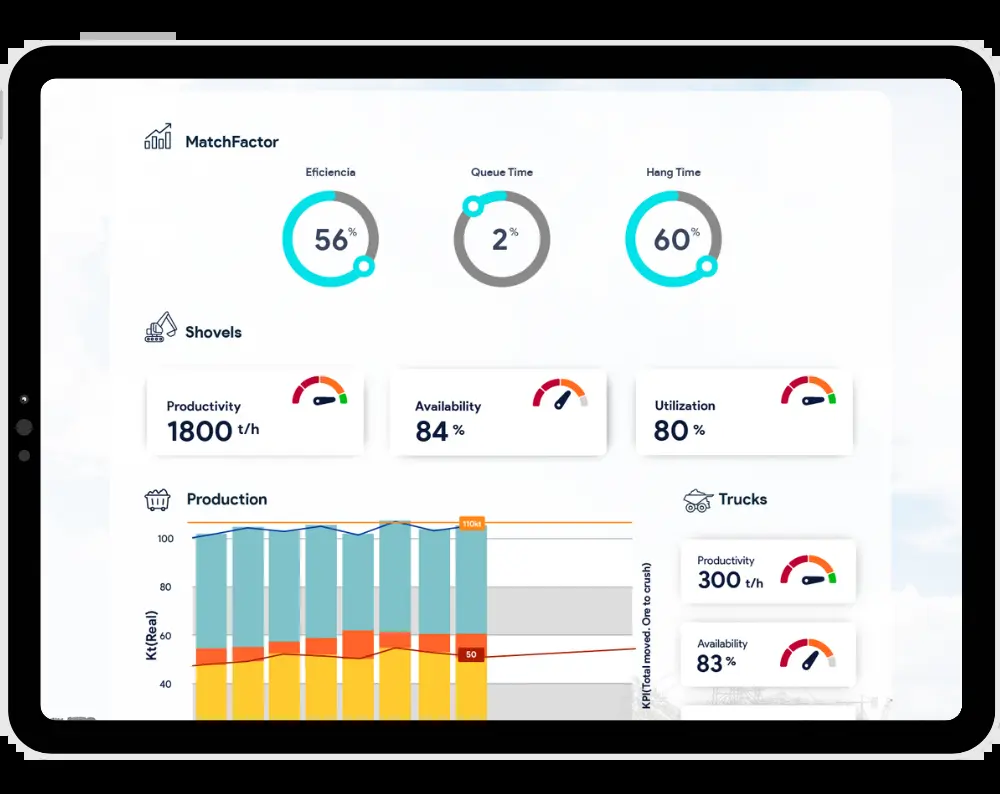 MatchFactor
Eficiencia
Queue Time
Hang Time
56%
2%
60%
Shovels
Productivity
1800 t/h
Availability
84 %
Utilization
80 %
Production
Trucks
110kt
100
80
60
40
50
Kt(Real)
KPI(Total moved. Ore to crush)
Productivity
300 t/h
Availability
83 %